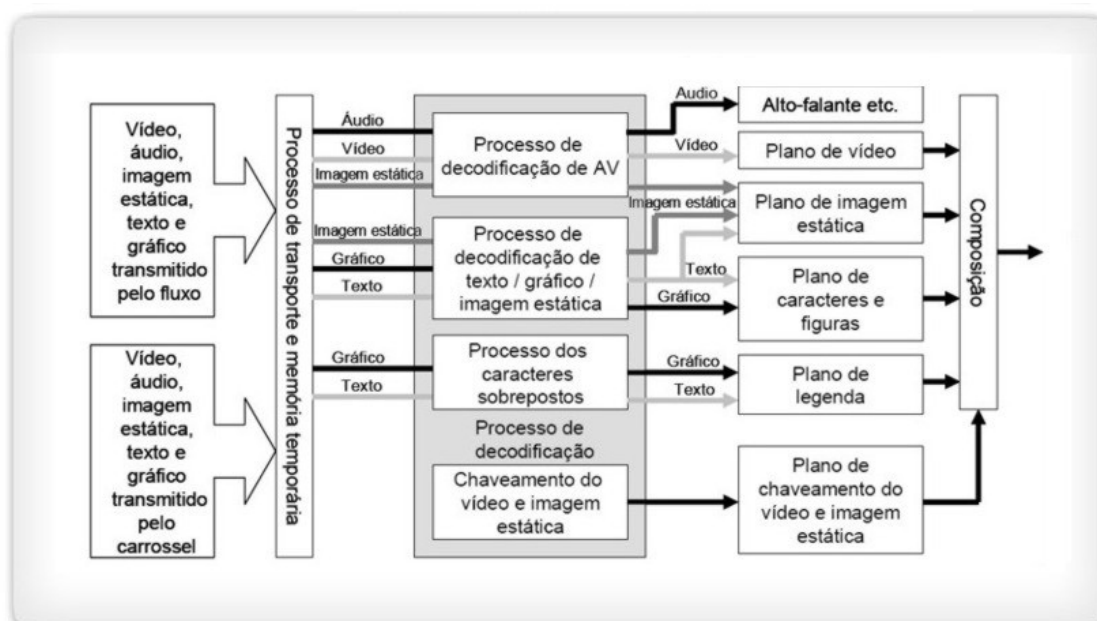 Vídeo,
áudio,
imagem
estática,
texto e
gráfico
transmitido
pelo fluxo
Vídeo,
áudio,
imagem
estática,
texto e
gráfico
transmitido
pelo
carrossel
Processo de transporte e memória temporária
Áudio
Vídeo
Imagem estática
Imagem estática
Gráfico
Texto
Gráfico
Texto
Processo de
decodificação de AV
Processo de
decodificação de
texto / gráfico /
imagem estática
Processo dos
caracteres
sobrepostos
Processo de
decodificação
Chaveamento do
vídeo e imagem
estática
Audio
Vídeo
Imagem estática
Texto
Gráfico
Gráfico
Texto
Alto-falante etc.
Plano de vídeo
Plano de imagem
estática
Plano de
caracteres e
figuras
Plano de
legenda
Plano de
chaveamento do
vídeo e imagem
estática
Composição